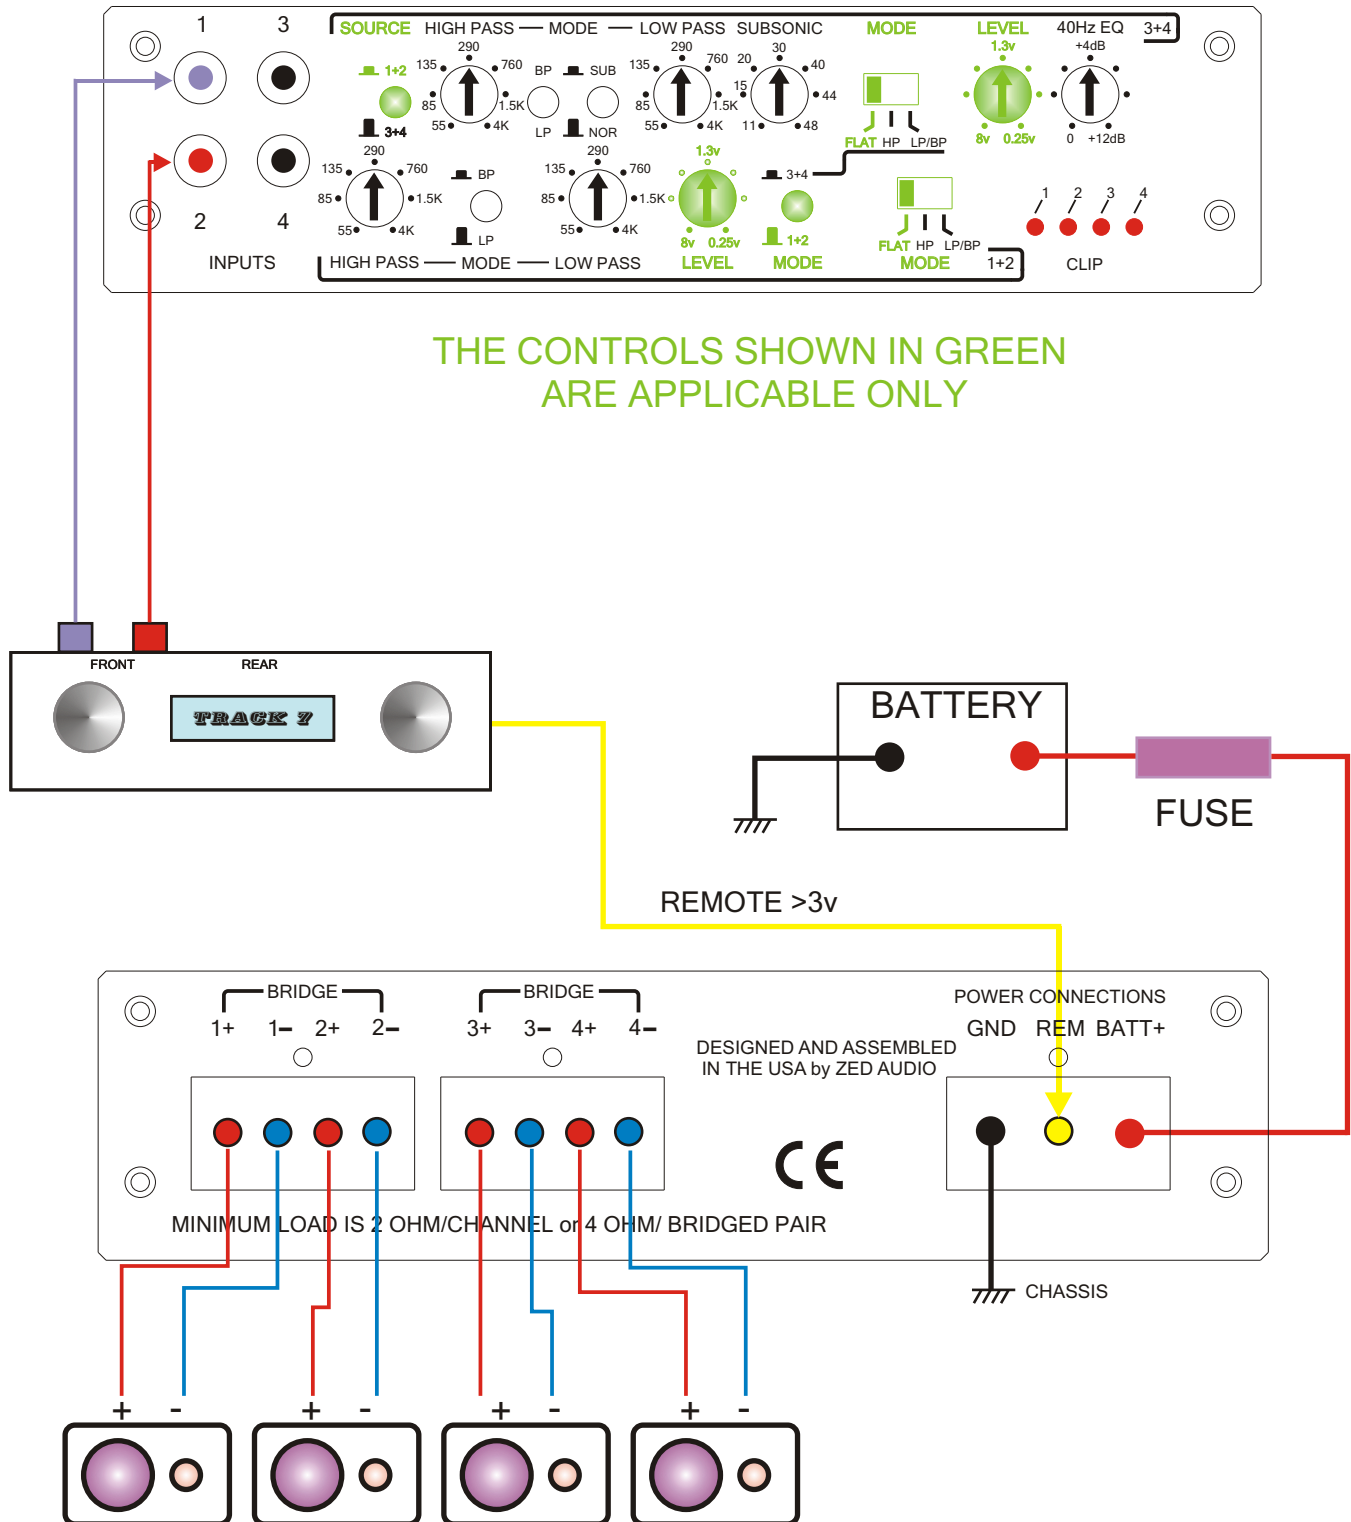 1 3
SOURCE HIGH PASS MODE LOW PASS SUBSONIC MODE LEVEL 40Hz EQ 3+4
290 290 30 1.3v +4dB
135 760 BP SUB 135 760 20 40
1+2
85 1.5K 85 1.5K 15 44
55 4K LP NOR 55 4K 11 48
3+4
FLAT HP LP/BP 8v 0.25v 0 +12dB
290 290 1.3v
135 760 BP 135 760 3+4
85 1.5K 85 1.5K
55 4K LP 55 4K 8v 0.25v 1+2
FLAT HP LP/BP
1 2 3 4
2 4
INPUTS HIGH PASS MODE LOW PASS LEVEL MODE MODE 1+2 CLIP
THE CONTROLS SHOWN IN GREEN
ARE APPLICABLE ONLY
FRONT REAR
TRACK 7
BATTERY
FUSE
REMOTE >3v
BRIDGE BRIDGE
1+ 1− 2+ 2− 3+ 3− 4+ 4−
POWER CONNECTIONS
GND REM BATT+
DESIGNED AND ASSEMBLED
IN THE USA by ZED AUDIO
CE
MINIMUM LOAD IS 2 OHM/CHANNEL or 4 OHM/ BRIDGED PAIR
CHASSIS
+ - + - + - + -